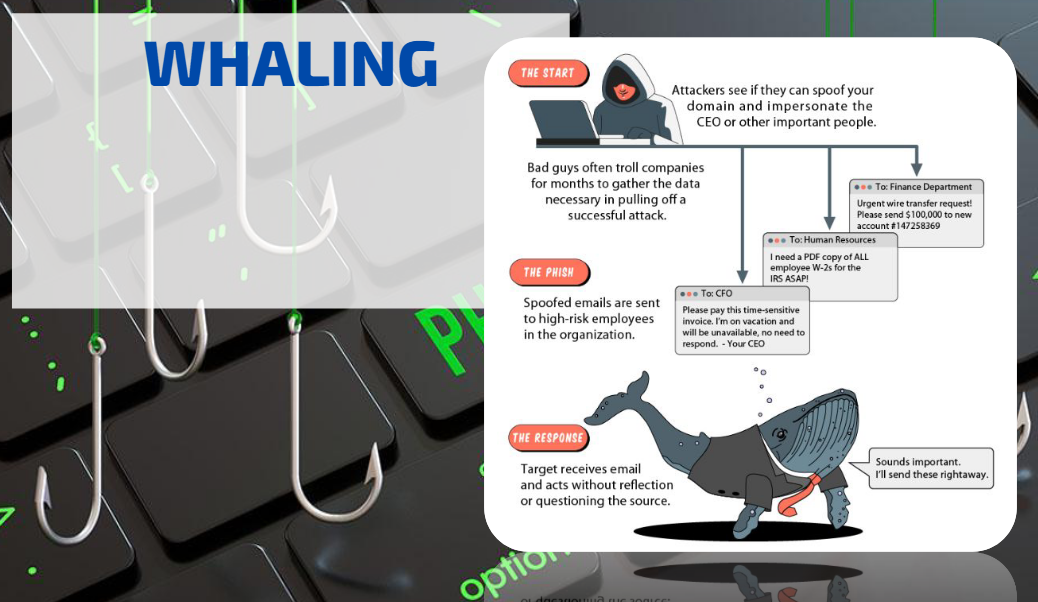 WHALING
THE START
Attackers see if they can spoof your
domain and impersonate the
CEO or other important people.
Bad guys often troll companies
for months to gather the data
necessary in pulling off a
successful attack.
To: Finance Department
Urgent wire transfer request!
Please send $100,000 to new
account #147258369
To: Human Resources
I need a PDF copy of ALL
employee W-2s for the
IRS ASAP!
THE PHISH
Spoofed emails are sent
to high-risk employees
in the organization.
To: CFO
Please pay this time-sensitive
invoice. I'm on vacation and
will be unavailable, no need to
respond. - Your CEO
THE RESPONSE
Target receives email
and acts without reflection
or questioning the source.
Sounds important.
I'll send these rightaway.
option